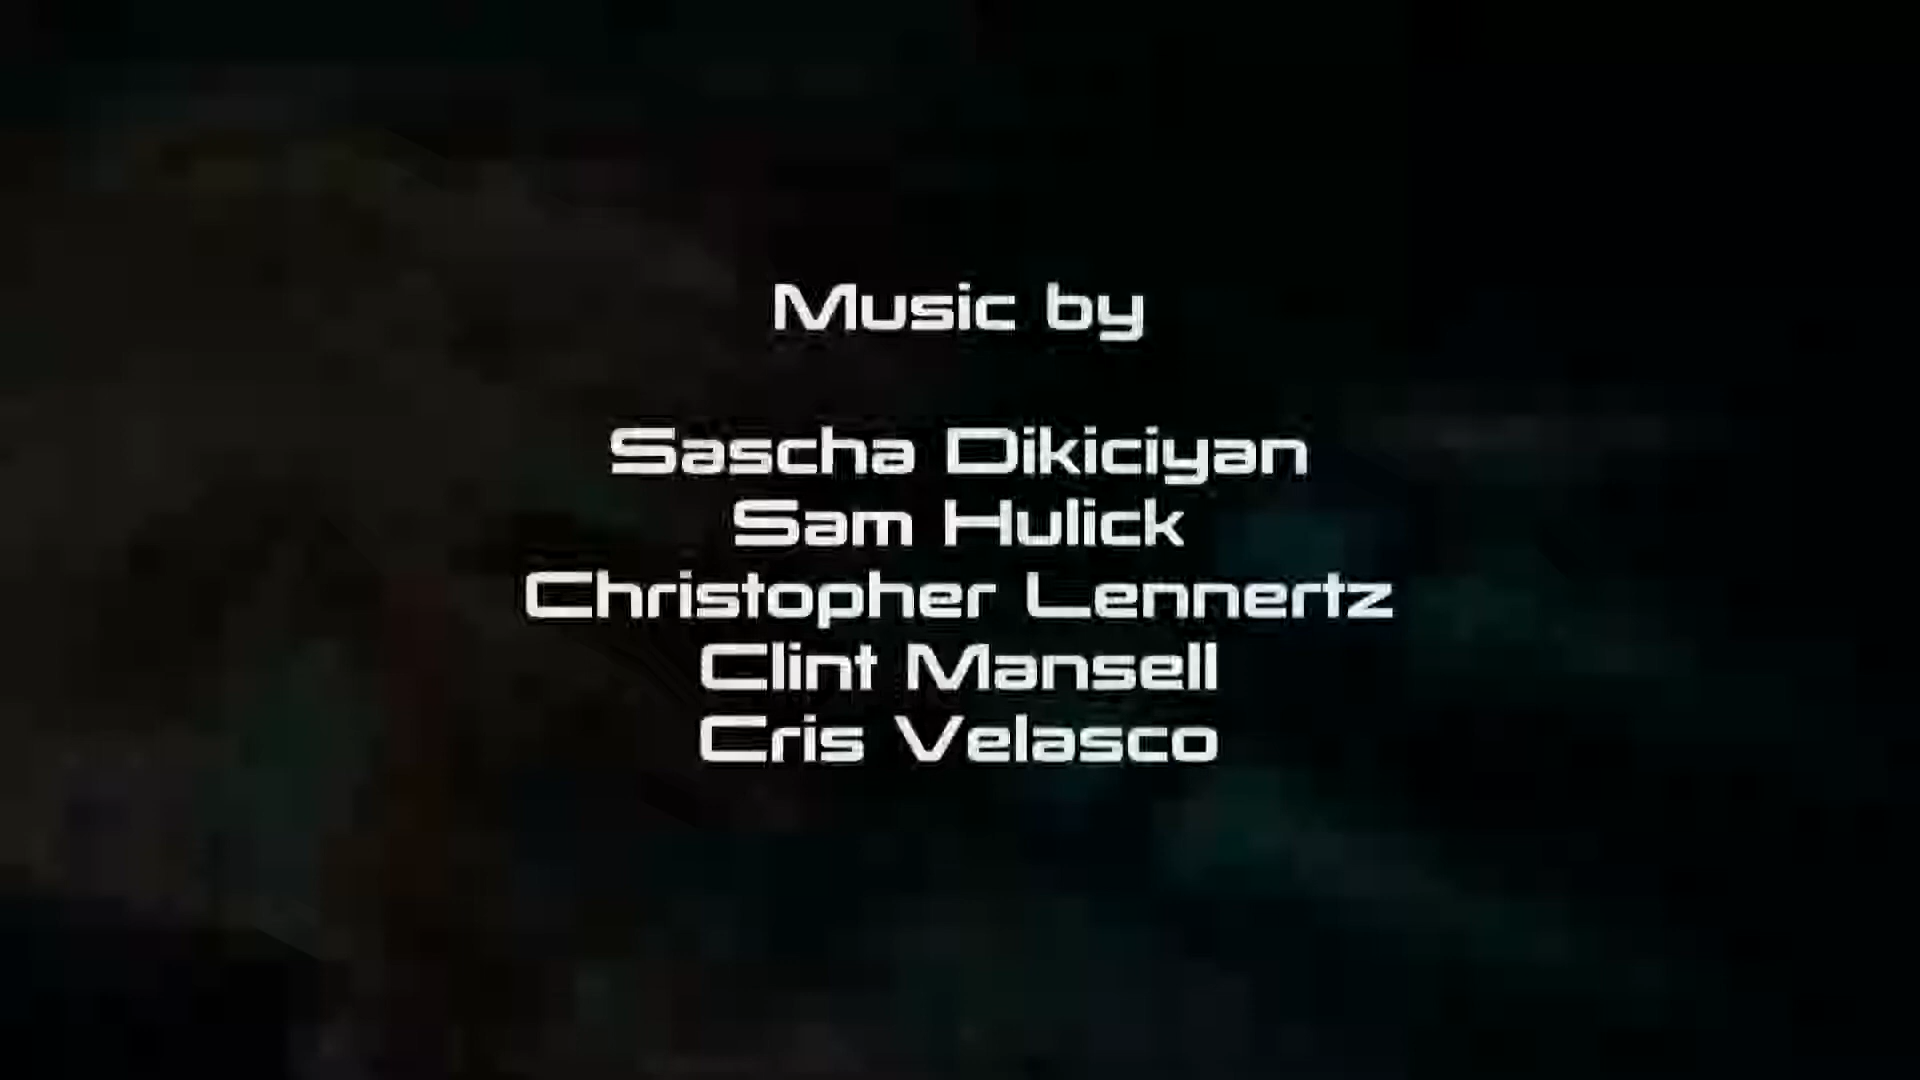 Music by
Sascha Dikiciyan
Sam Hulick
Christopher Lennertz
Clint Mansell
Cris Velasco